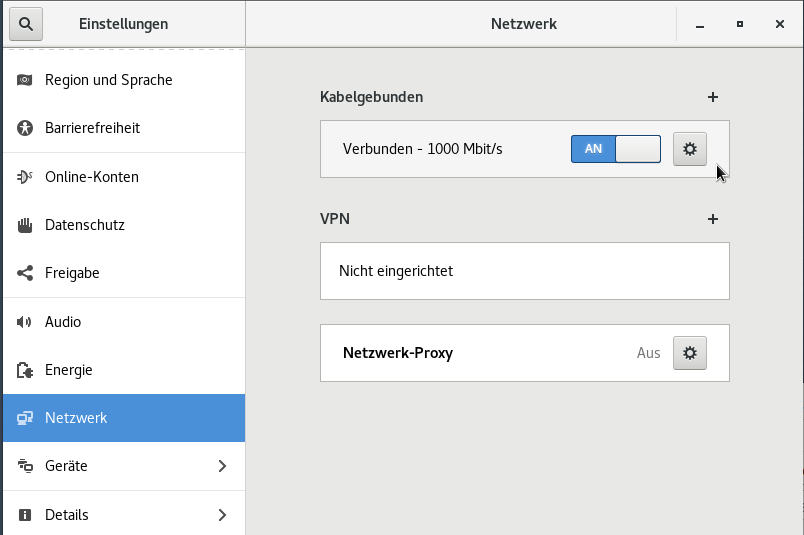 Einstellungen
Netzwerk
Region und Sprache
Barrierefreiheit
Online-Konten
Datenschutz
Freigabe
Audio
Energie
Netzwerk
Geräte
Details
Kabelgebunden
Verbunden - 1000 Mbit/s
AN
VPN
Nicht eingerichtet
Netzwerk-Proxy
Aus